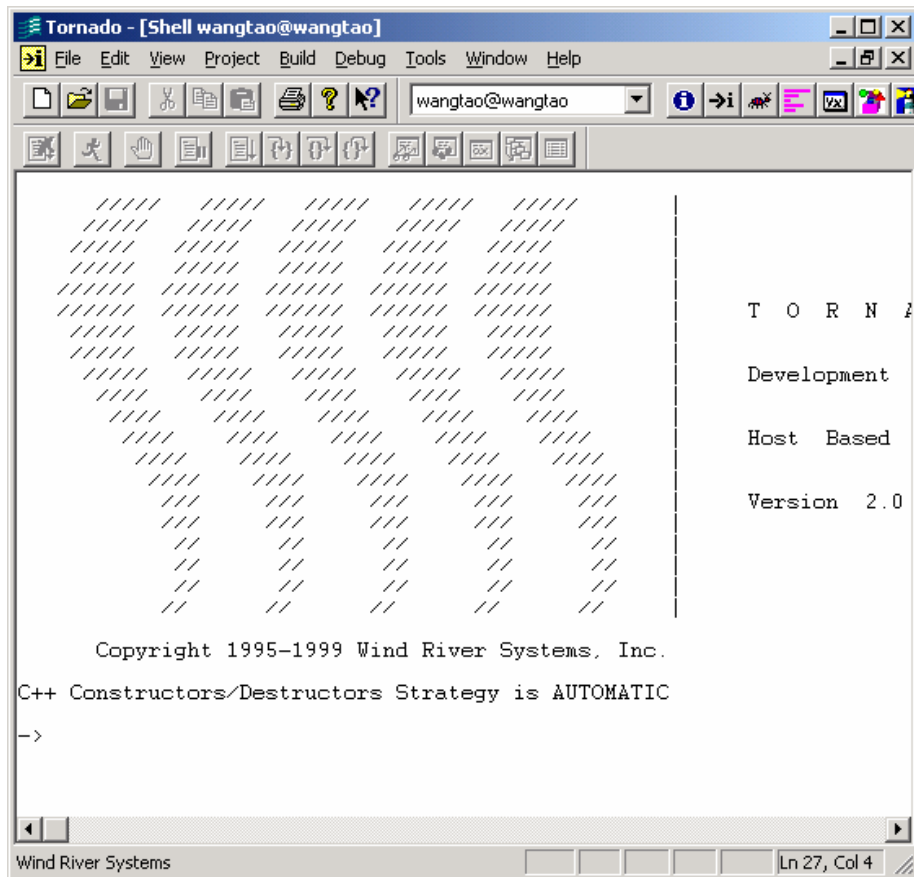 Tornado - [Shell wangtao@wangtao]
File Edit View Project Build Debug Tools Window Help
wangtao@wangtao
///// ///// ///// ///// ///// |
///// ///// ///// ///// ///// |
///// ///// ///// ///// ///// |
///// ///// ///// ///// ///// |
////// ////// ////// ////// ////// |
////// ////// ////// ////// ////// | T O R N A
///// ///// ///// ///// ///// |
///// ///// ///// ///// ///// |
///// ///// ///// ///// ///// | Development
//// //// //// //// //// |
//// //// //// //// //// |
//// //// //// //// //// | Host Based
//// //// //// //// //// |
//// //// //// //// //// |
/// /// /// /// /// | Version 2.0
/// /// /// /// /// |
// // // // // |
// // // // // |
// // // // // |
// // // // // |
Copyright 1995-1999 Wind River Systems, Inc.
C++ Constructors/Destructors Strategy is AUTOMATIC
->
Wind River Systems
Ln 27, Col 4